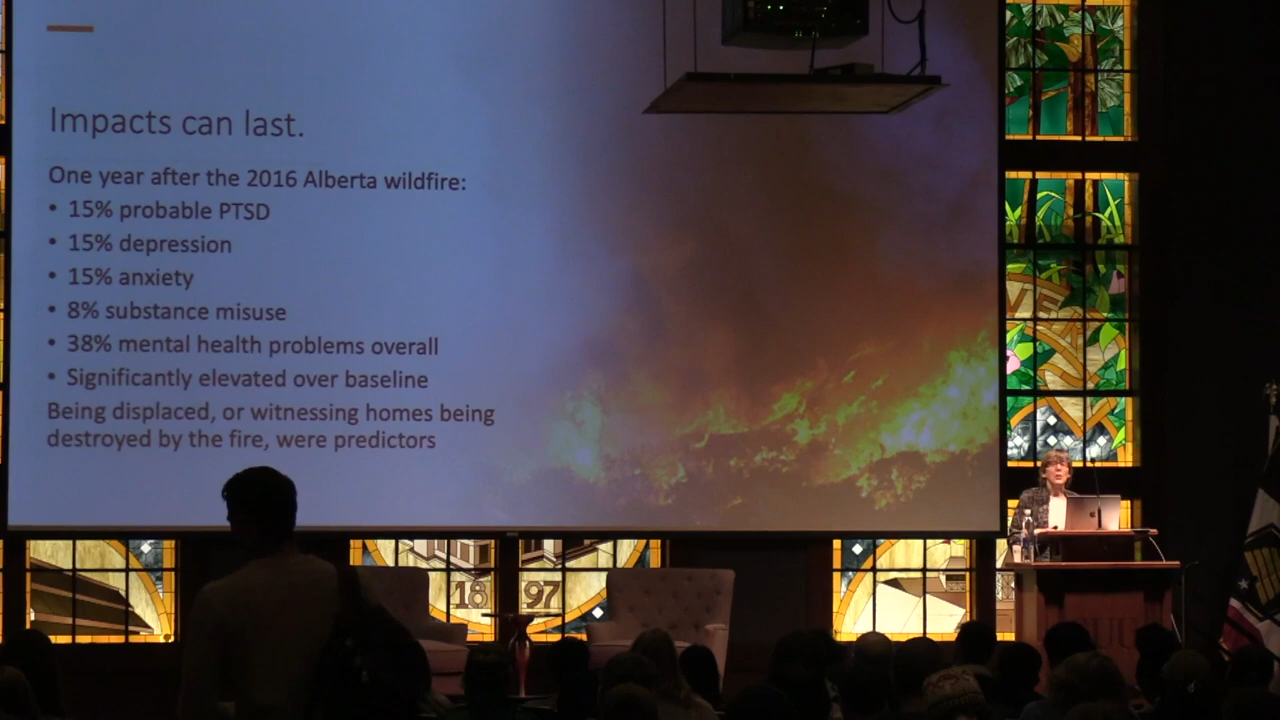 Impacts can last.
One year after the 2016 Alberta wildfire:
• 15% probable PTSD
• 15% depression
• 15% anxiety
• 8% substance misuse
• 38% mental health problems overall
• Significantly elevated over baseline
Being displaced, or witnessing homes being
destroyed by the fire, were predictors
18 97